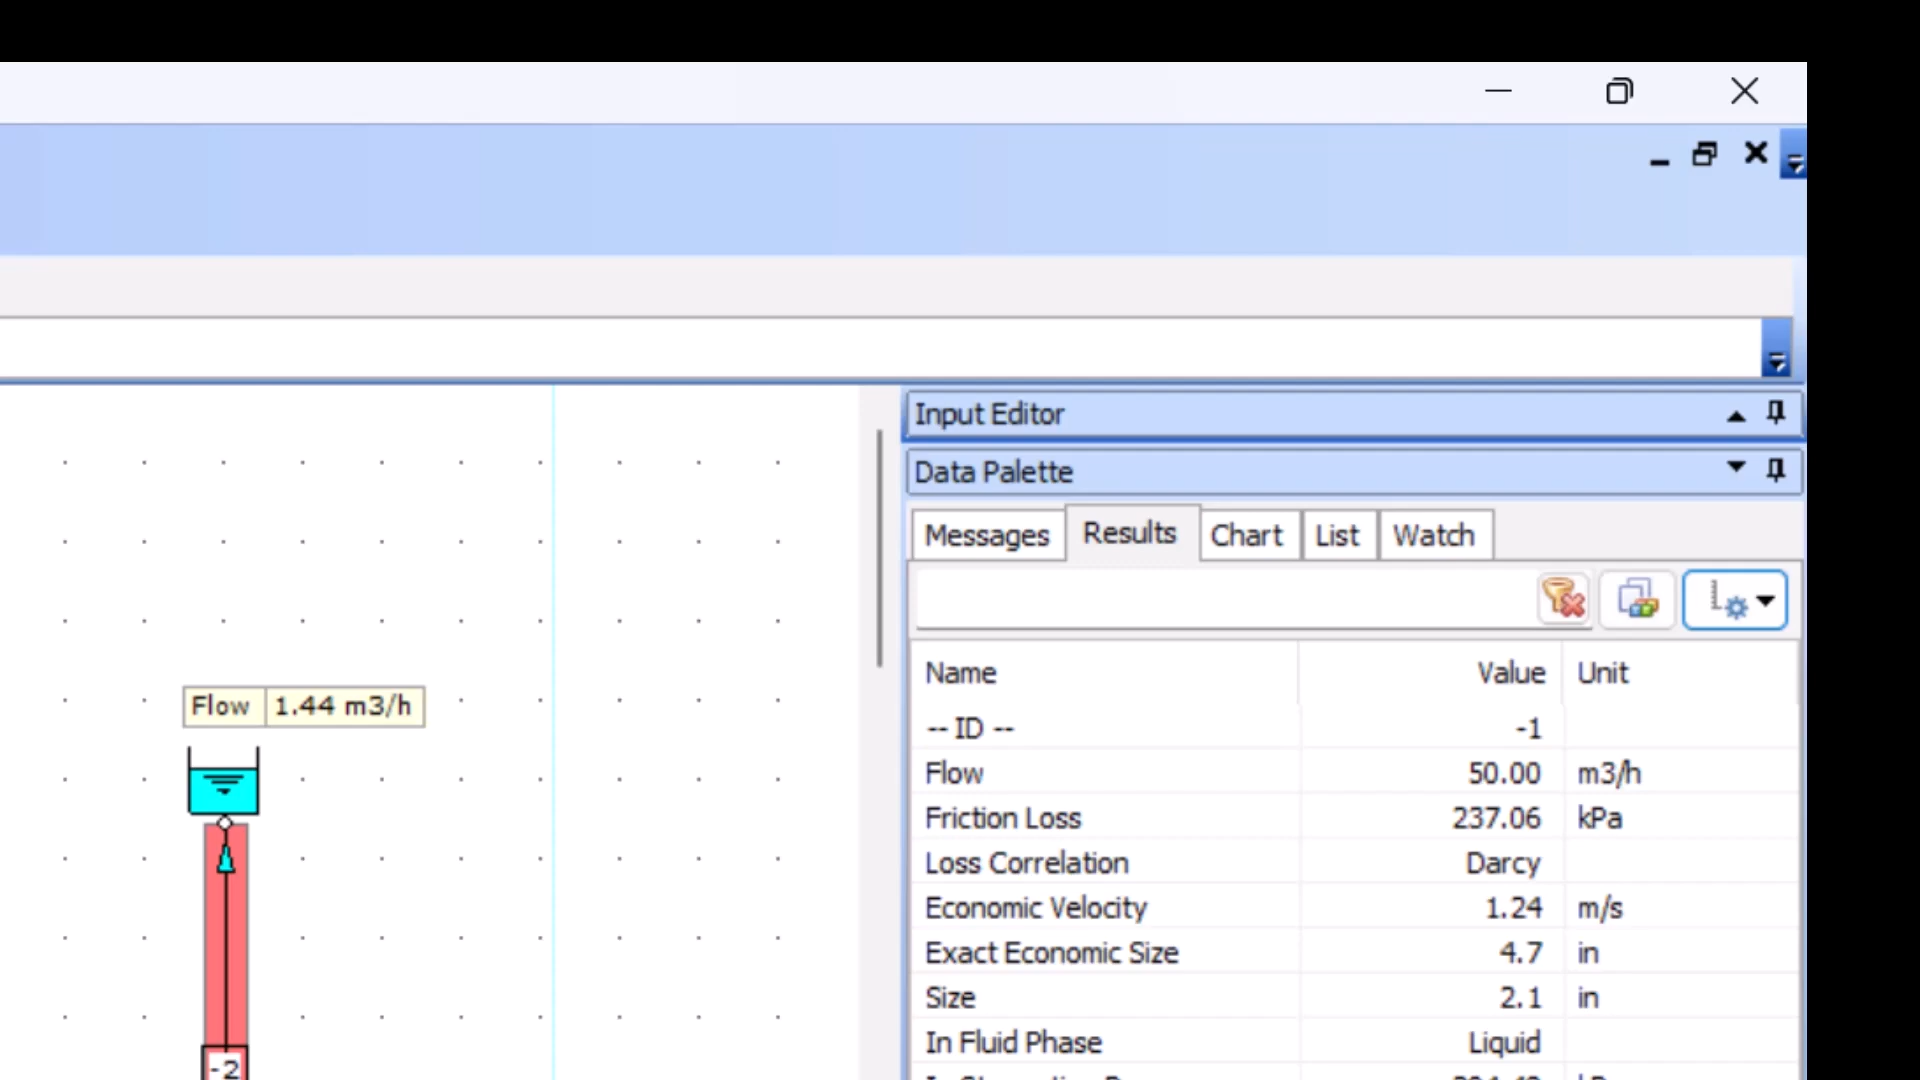 Input Editor
Data Palette
Messages Results Chart List Watch
Name Value Unit
-- ID -- -1
Flow 50.00 m3/h
Friction Loss 237.06 kPa
Loss Correlation Darcy
Economic Velocity 1.24 m/s
Exact Economic Size 4.7 in
Size 2.1 in
In Fluid Phase Liquid
Flow 1.44 m3/h
-2